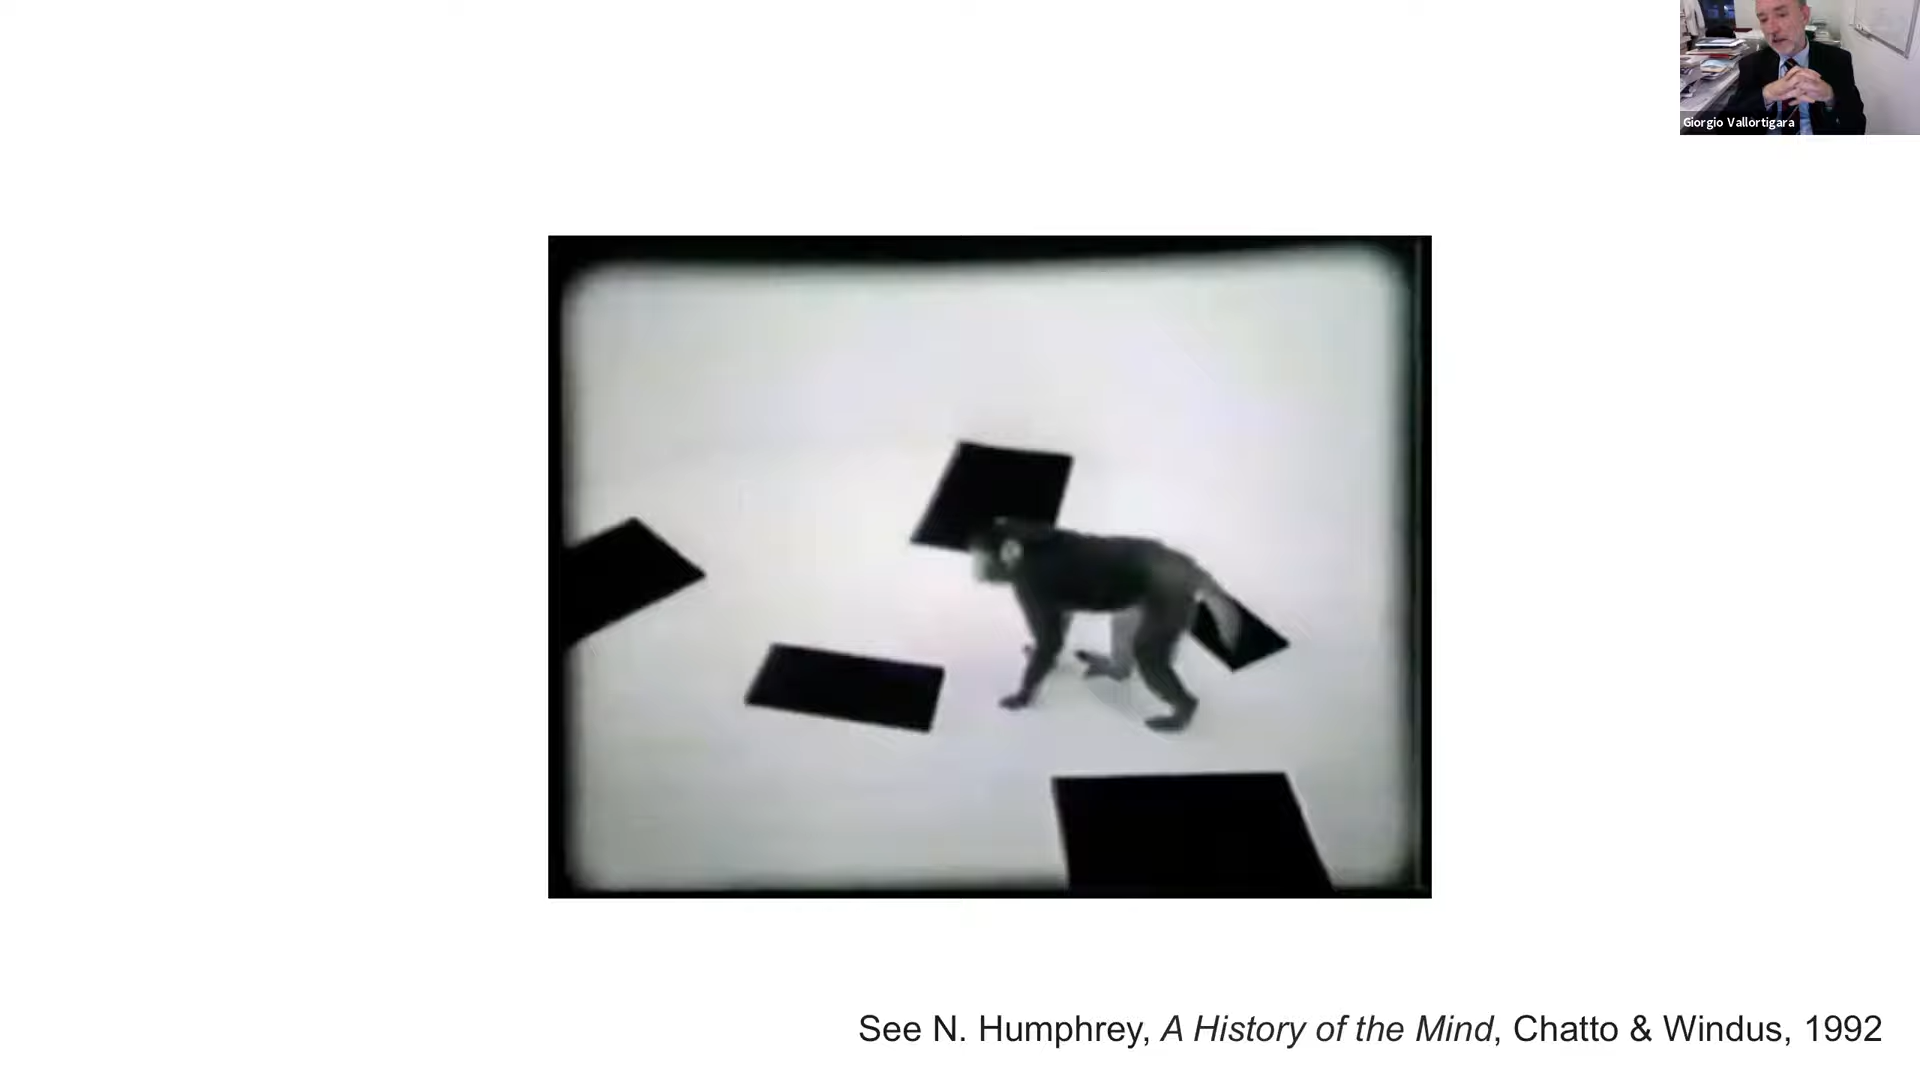 Giorgio Vallortigara
See N. Humphrey, A History of the Mind, Chatto & Windus, 1992